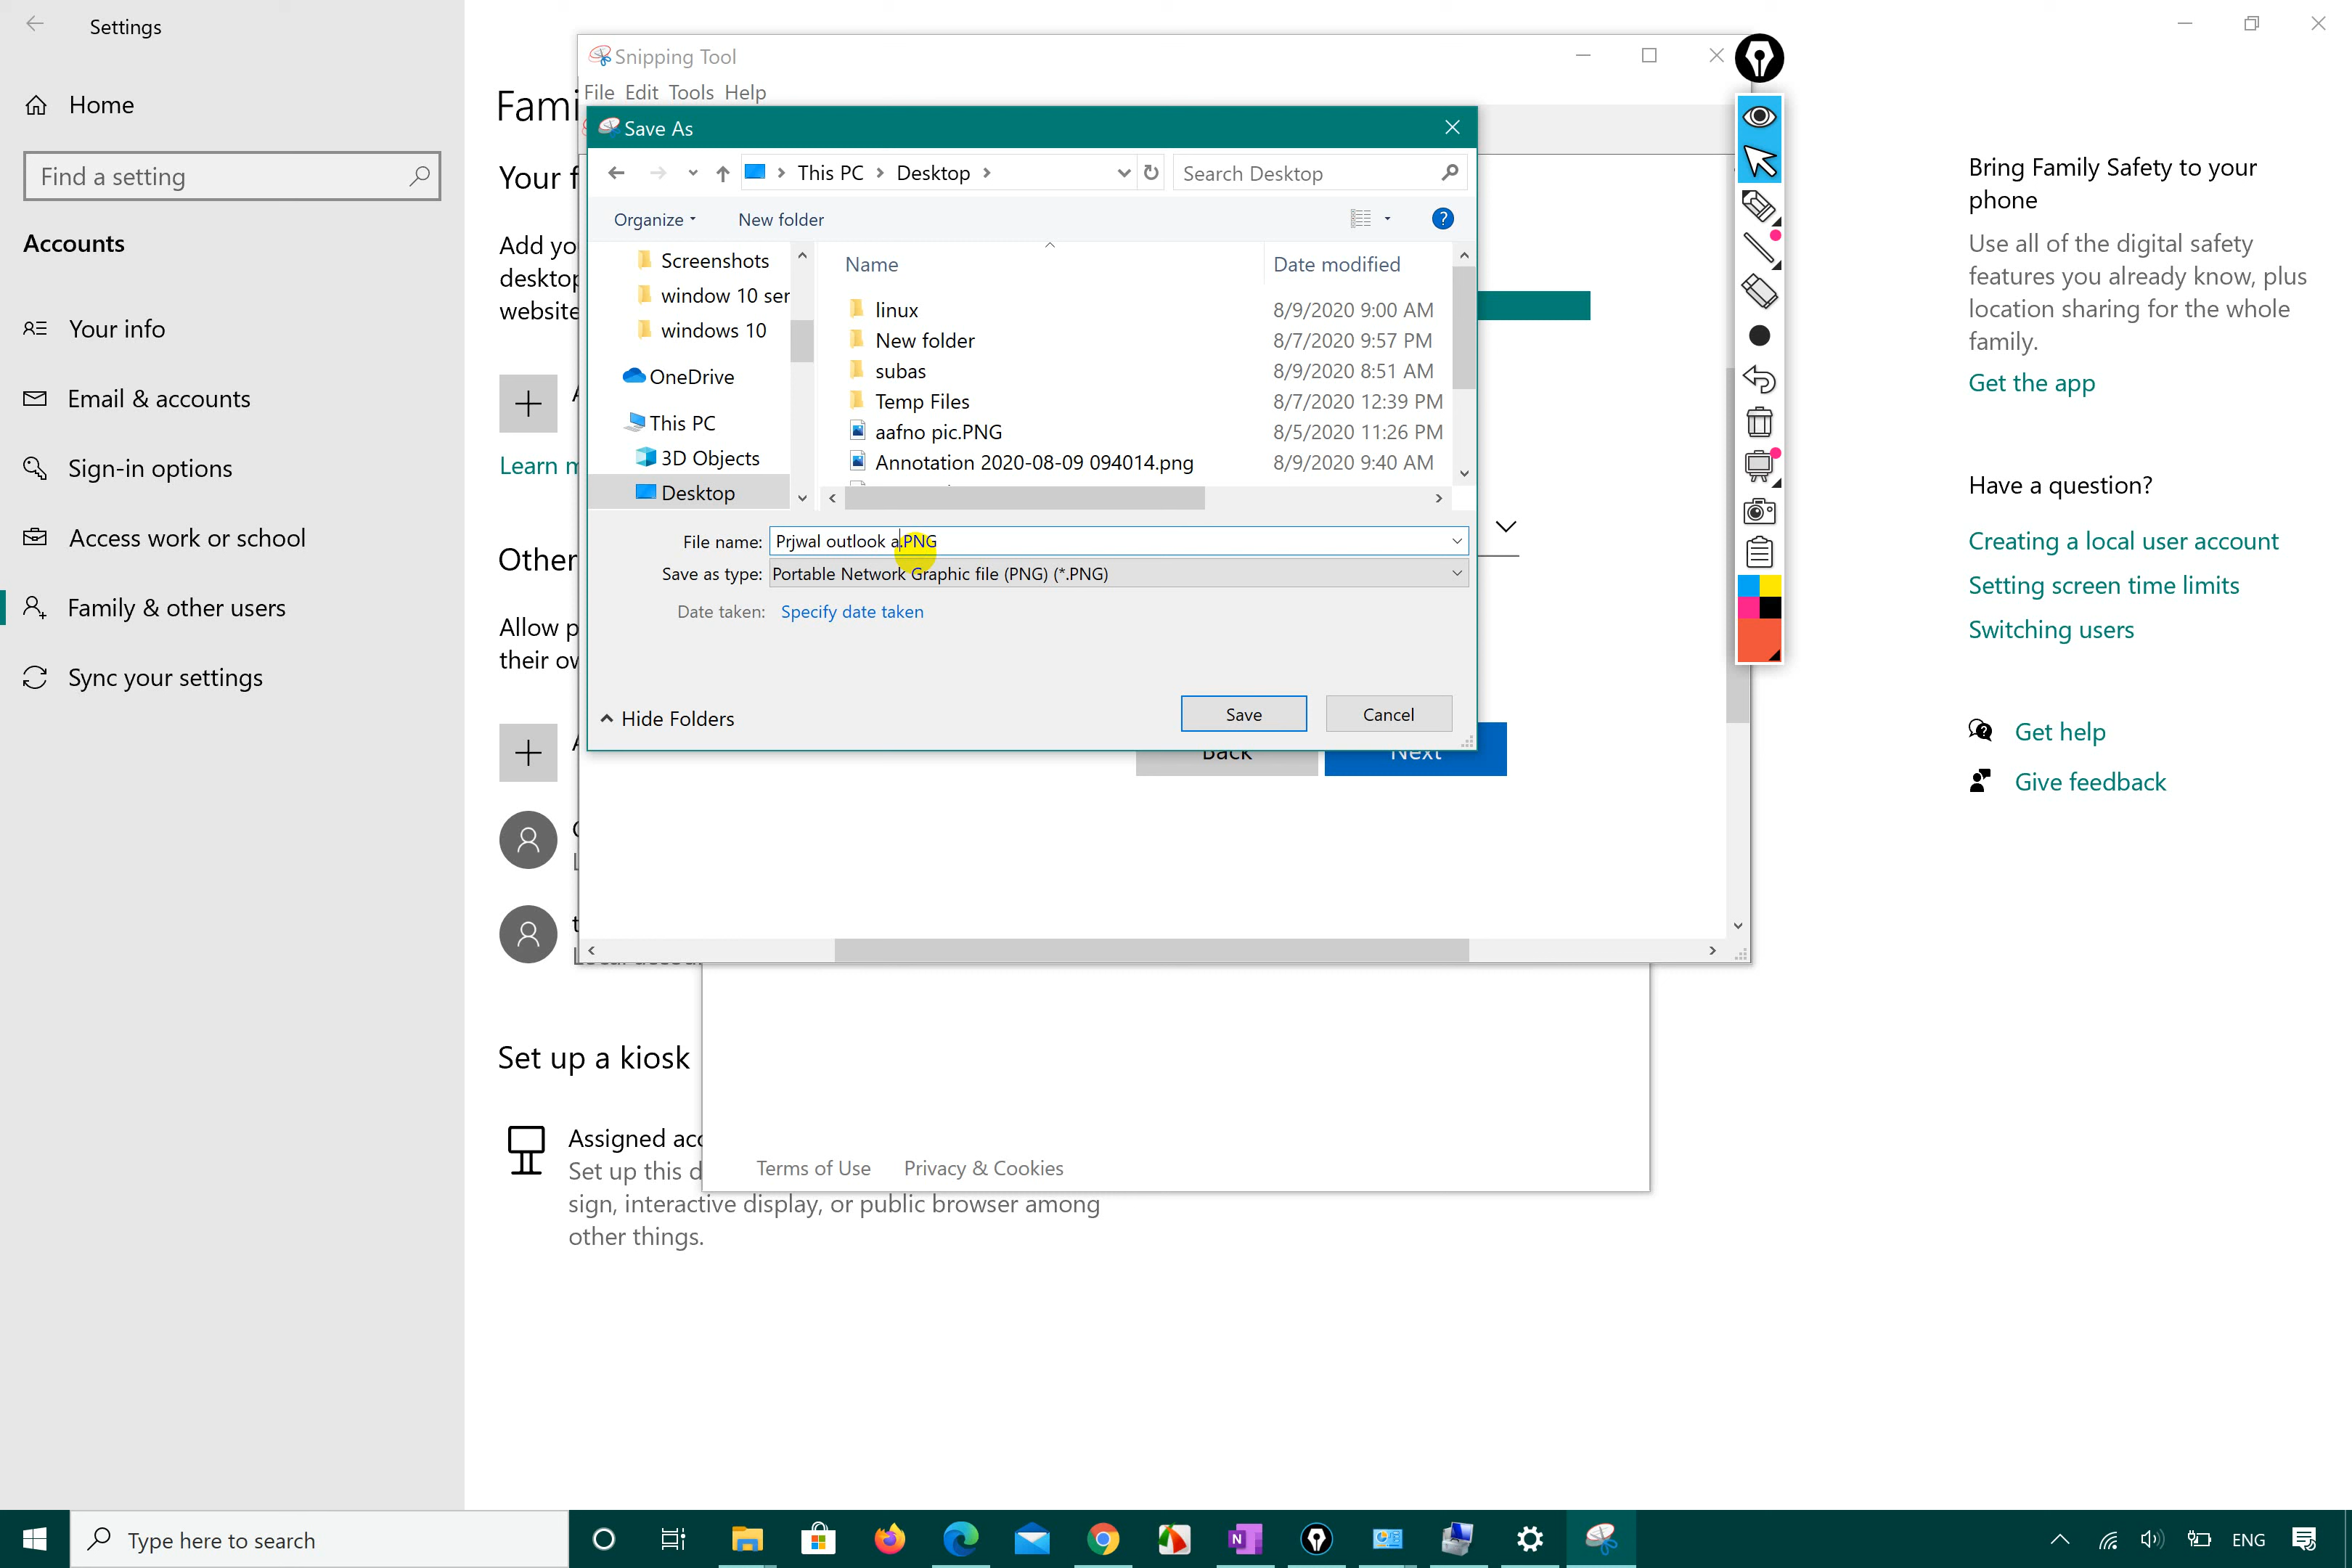 Settings
Home
Find a setting
Accounts
Your info
Email & accounts
Sign-in options
Access work or school
Family & other users
Sync your settings
Fami
Your f
Add yo
desktop
website
Learn m
Other
Allow p
their ow
Set up a kiosk
Assigned acc
Set up this d
sign, interactive display, or public browser among
other things.
Snipping Tool
File Edit Tools Help
Save As
This PC
Desktop
Search Desktop
Organize
New folder
Screenshots
window 10 ser
windows 10
OneDrive
This PC
3D Objects
Desktop
Name Date modified
linux 8/9/2020 9:00 AM
New folder 8/7/2020 9:57 PM
subas 8/9/2020 8:51 AM
Temp Files 8/7/2020 12:39 PM
aafno pic.PNG 8/5/2020 11:26 PM
Annotation 2020-08-09 094014.png 8/9/2020 9:40 AM
File name: Prjwal outlook a.PNG
Save as type: Portable Network Graphic file (PNG) (*.PNG)
Date taken: Specify date taken
Hide Folders
Save
Cancel
Back
Next
Terms of Use Privacy & Cookies
Bring Family Safety to your
phone
Use all of the digital safety
features you already know, plus
location sharing for the whole
family.
Get the app
Have a question?
Creating a local user account
Setting screen time limits
Switching users
Get help
Give feedback
Type here to search
ENG